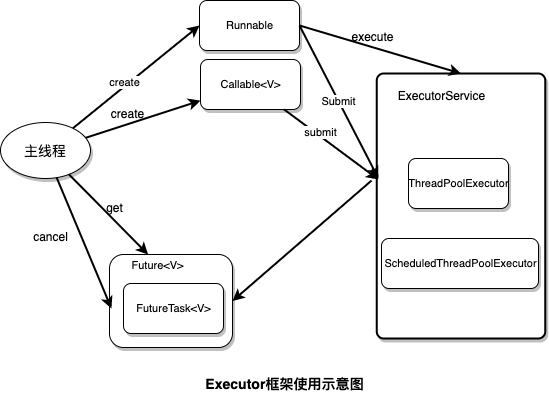 Runnable
execute
create
Callable<V>
Submit
ExecutorService
create
submit
主线程
ThreadPoolExecutor
get
cancel
Future<V>
ScheduledThreadPoolExecutor
FutureTask<V>
Executor框架使用示意图